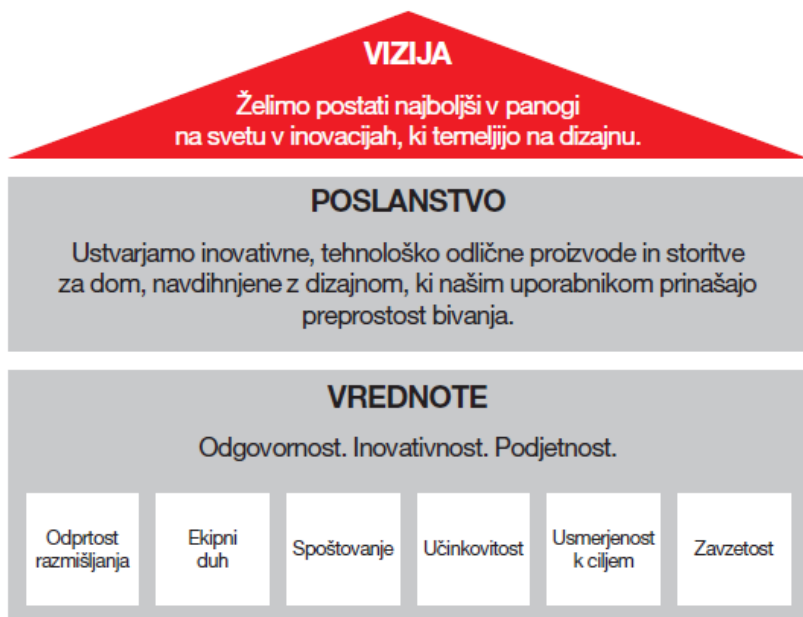 VIZIJA
Želimo postati najboljši v panogi
na svetu v inovacijah, ki temeljijo na dizajnu.
POSLANSTVO
Ustvarjamo inovativne, tehnološko odlične proizvode in storitve
za dom, navdihnjene z dizajnom, ki našim uporabnikom prinašajo
preprostost bivanja.
VREDNOTE
Odgovornost. Inovativnost. Podjetnost.
Odprtost
razmišljanja
Ekipni
duh
Spoštovanje
Učinkovitost
Usmerjenost
k ciljem
Zavzetost